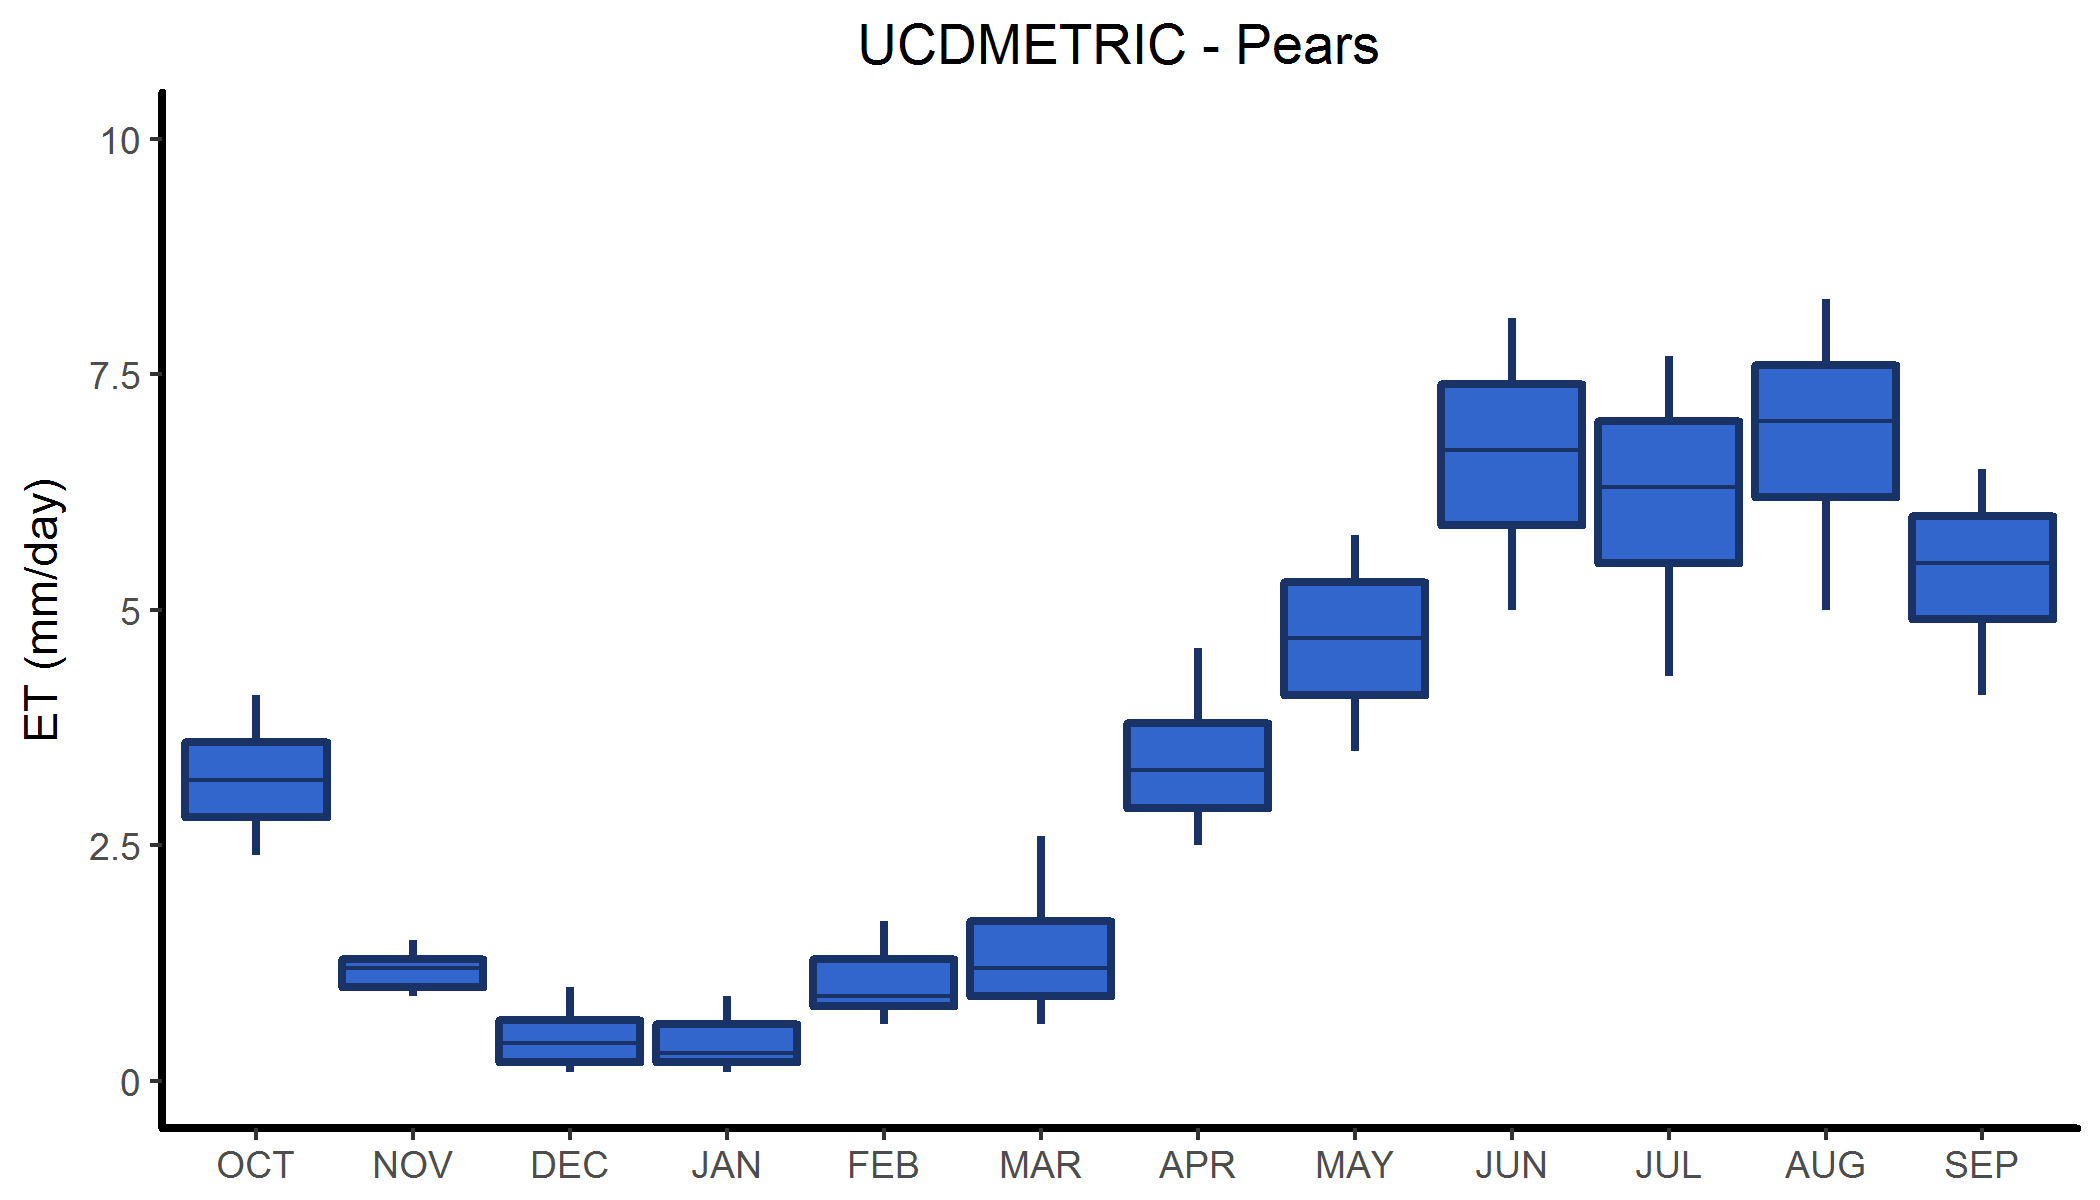 UCDMETRIC - Pears
ET (mm/day)
10
7.5
5
2.5
0
OCT NOV DEC JAN FEB MAR APR MAY JUN JUL AUG SEP